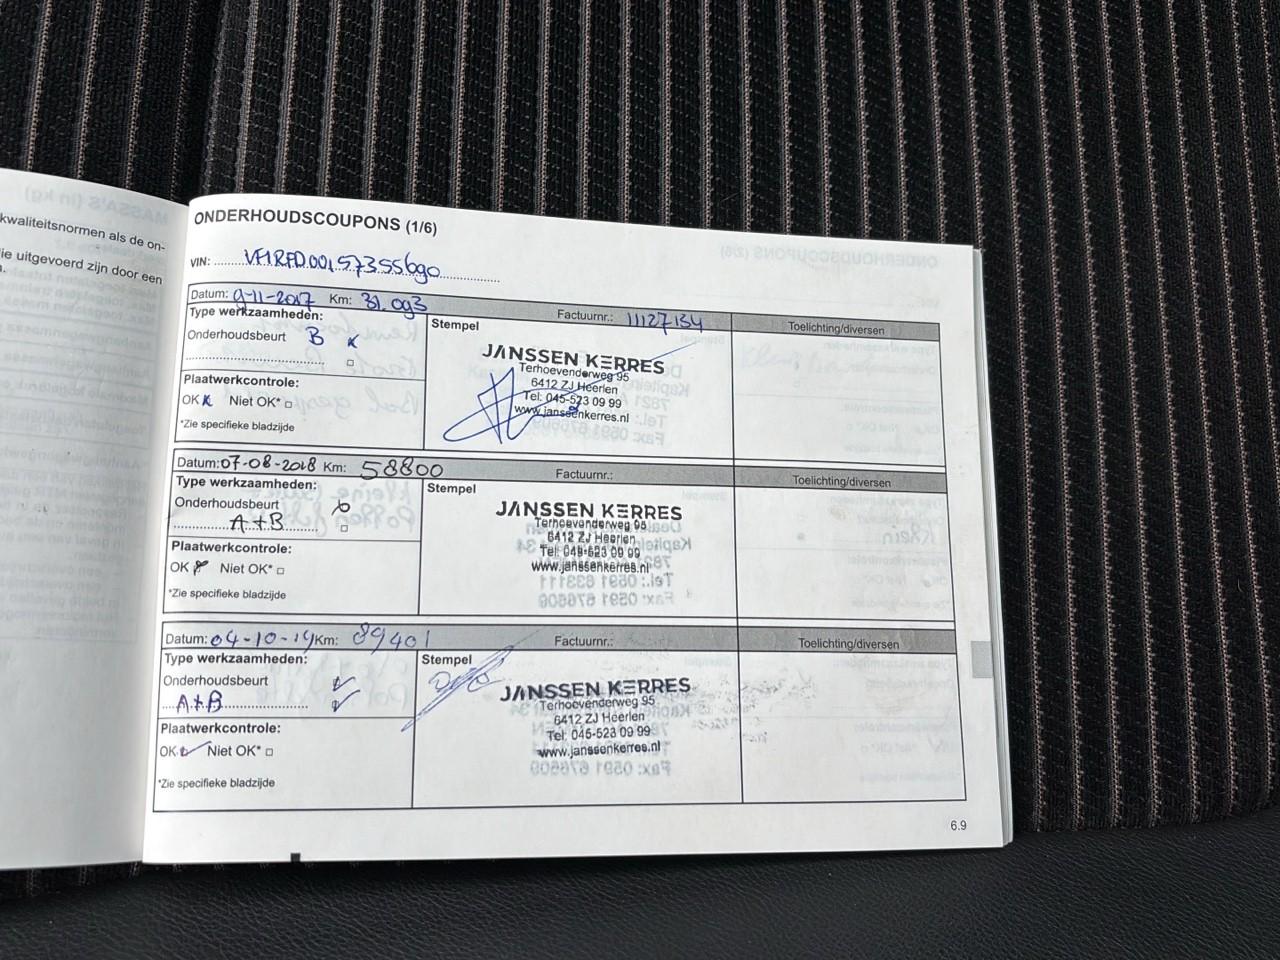 kwaliteitsnormen als de on-
ie uitgevoerd zijn door een
ONDERHOUDSCOUPONS (1/6)
VIN: VF1RFD00157355690
Datum: 9-11-2017 Km: 31.093 Factuurnr.: 11127134 Toelichting/diversen
Type werkzaamheden: Stempel
Onderhoudsbeurt B x
JANSSEN KERRES
Terhoevenderweg 95
6412 ZJ Heerlen
Tel: 045-523 09 99
www.janssenkerres.nl
Plaatwerkcontrole:
OK x Niet OK* □
*Zie specifieke bladzijde
Datum: 07-08-2018 Km: 58800 Factuurnr.: Toelichting/diversen
Type werkzaamheden: Stempel
Onderhoudsbeurt
A+B □
JANSSEN KERRES
Terhoevenderweg 95
6412 ZJ Heerlen
Tel: 045-523 09 99
www.janssenkerres.nl
Plaatwerkcontrole:
OK Niet OK* □
*Zie specifieke bladzijde
Datum: 04-10-19 Km: 89401 Factuurnr.: Toelichting/diversen
Type werkzaamheden: Stempel
Onderhoudsbeurt ✓
A+B ✓
JANSSEN KERRES
Terhoevenderweg 95
6412 ZJ Heerlen
Tel: 045-523 09 99
www.janssenkerres.nl
Plaatwerkcontrole:
OK ✓ Niet OK* □
*Zie specifieke bladzijde
6.9